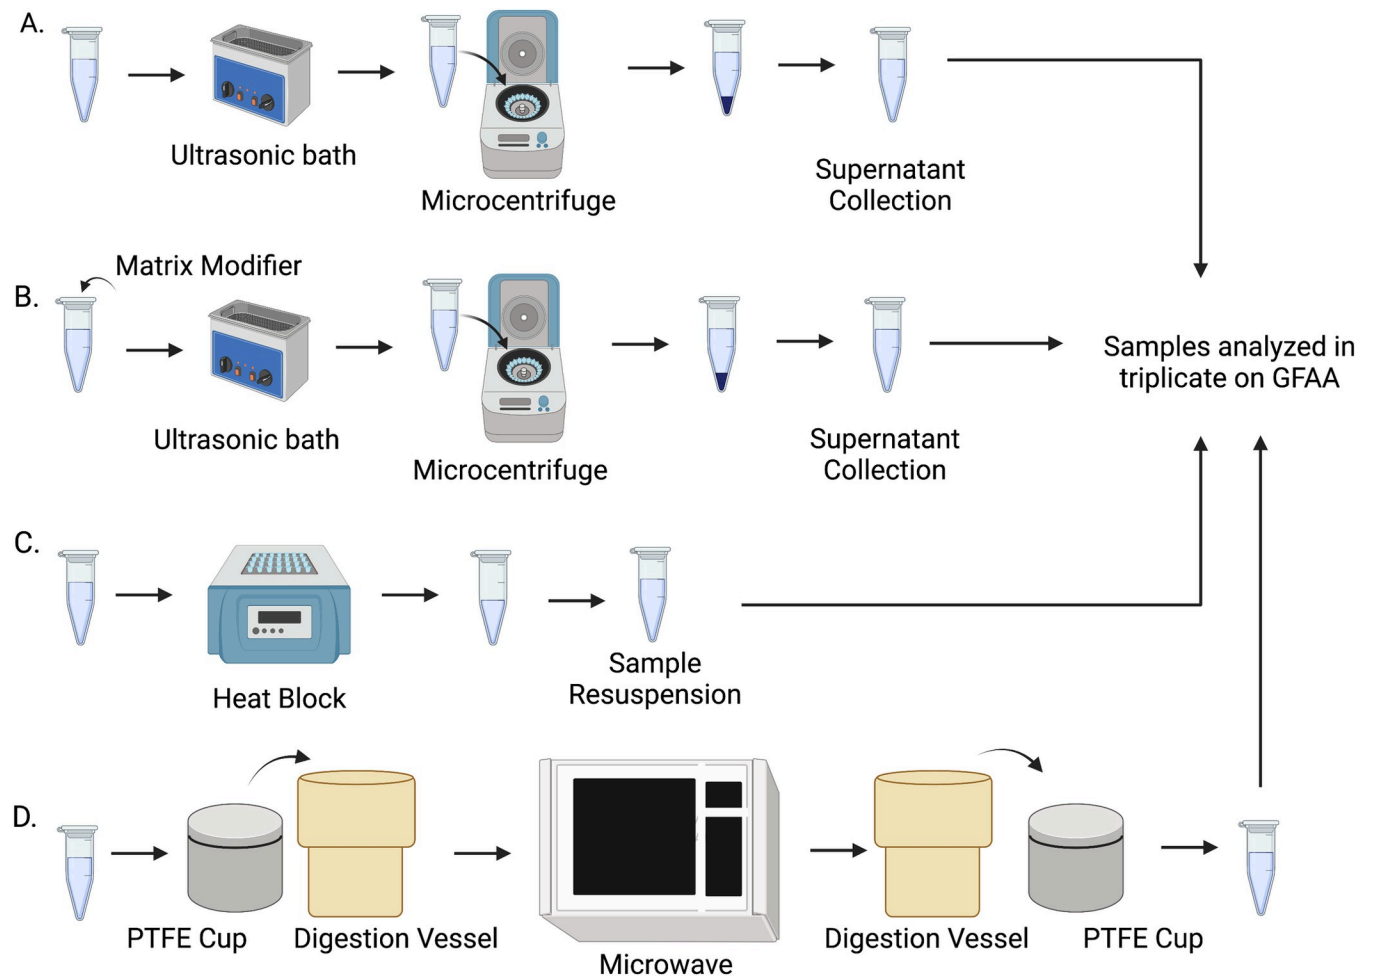 A.
Ultrasonic bath
Microcentrifuge
Supernatant
Collection
B.
Matrix Modifier
Ultrasonic bath
Microcentrifuge
Supernatant
Collection
Samples analyzed in
triplicate on GFAA
C.
Heat Block
Sample
Resuspension
D.
PTFE Cup
Digestion Vessel
Microwave
Digestion Vessel
PTFE Cup